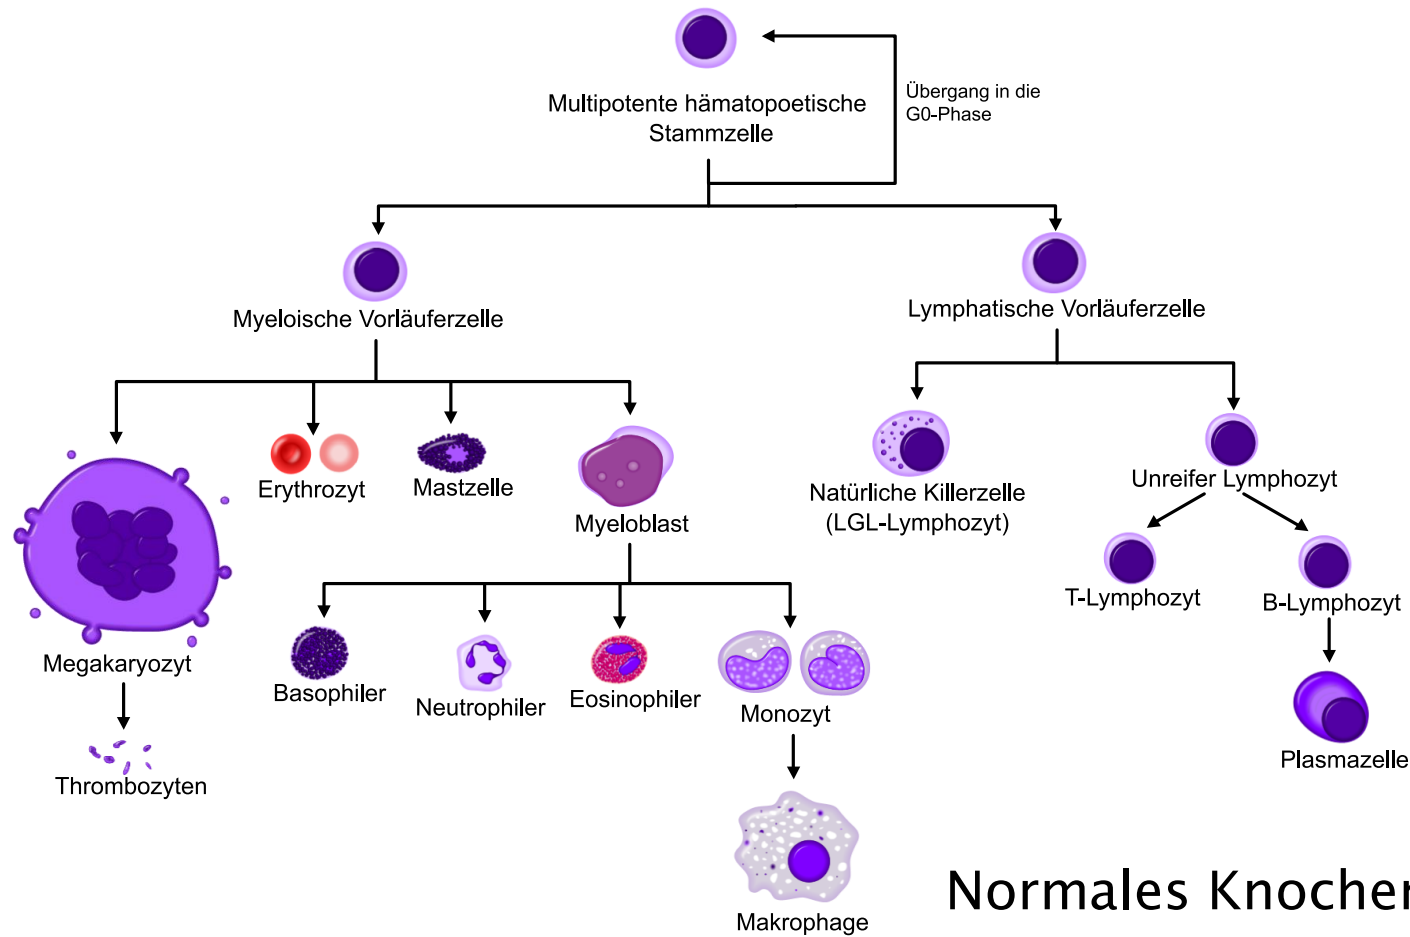 Multipotente hämatopoetische
Stammzelle
Übergang in die
G0-Phase
Myeloische Vorläuferzelle
Lymphatische Vorläuferzelle
Erythrozyt
Mastzelle
Myeloblast
Natürliche Killerzelle
(LGL-Lymphozyt)
Unreifer Lymphozyt
T-Lymphozyt
B-Lymphozyt
Megakaryozyt
Basophiler
Neutrophiler
Eosinophiler
Monozyt
Plasmazelle
Thrombozyten
Makrophage
Normales